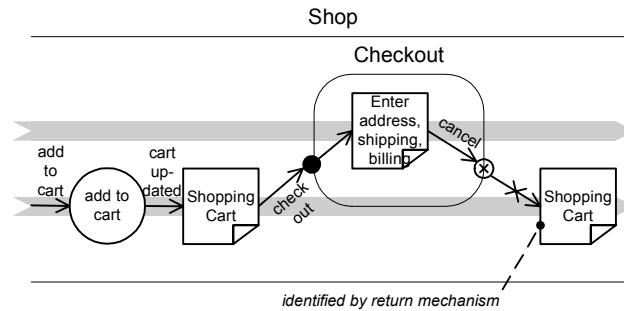 Shop
Checkout
Enter
address,
shipping,
billing
cancel
add
to
cart
cart
up-
dated
add to
cart
Shopping
Cart
check
out
Shopping
Cart
identified by return mechanism